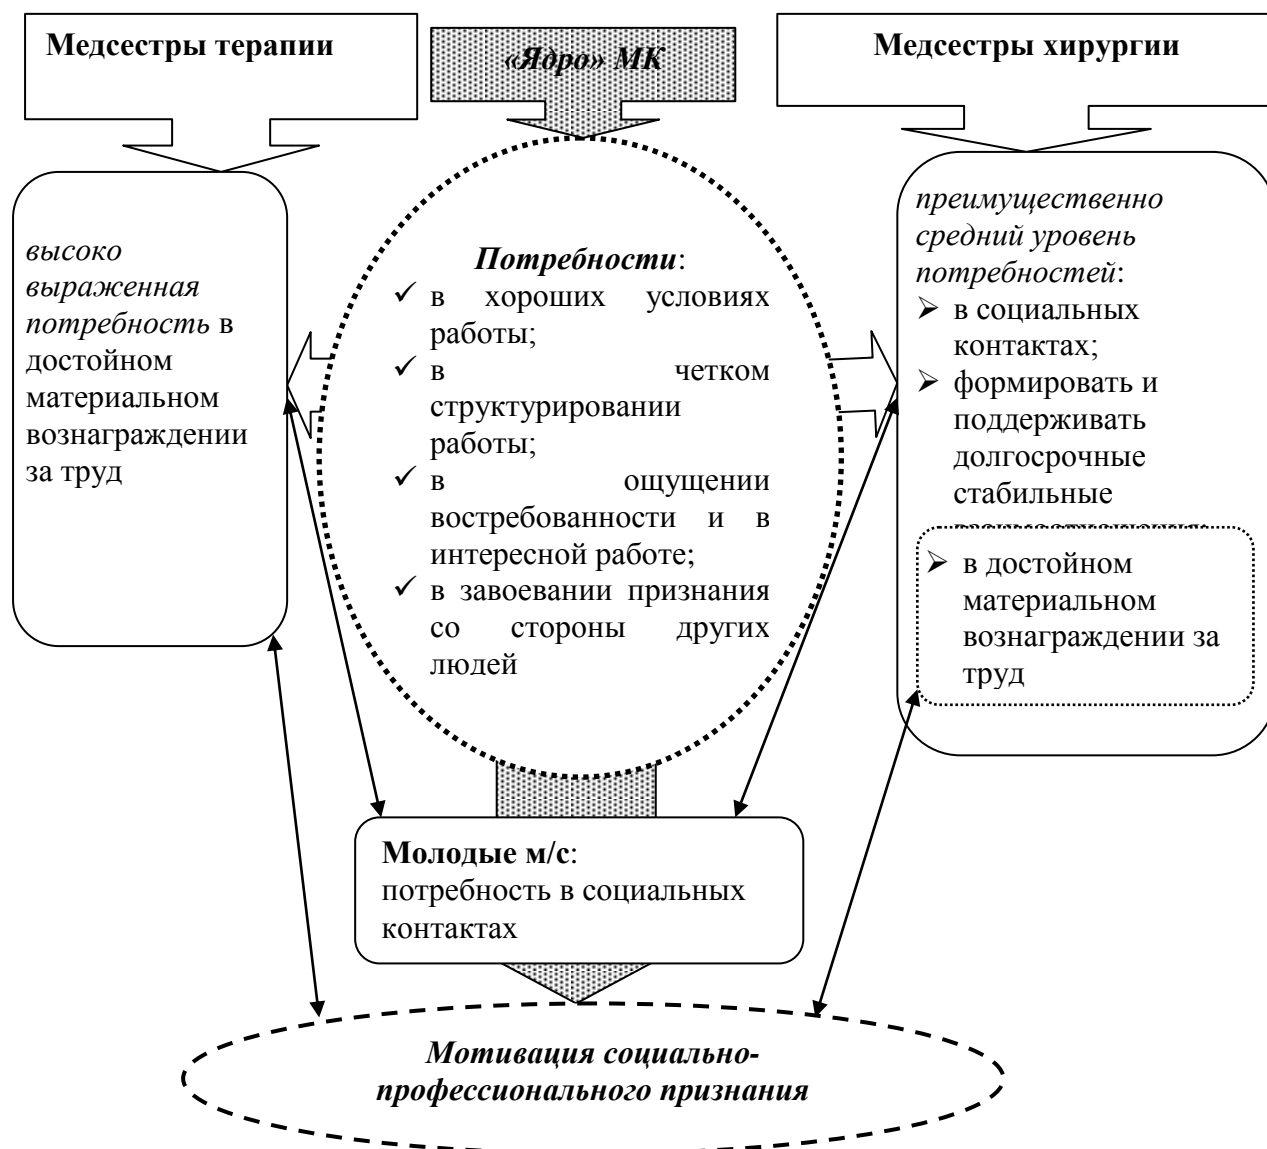 Медсестры терапии
«Ядро» МК
Медсестры хирургии
высоко
выраженная
потребность в
достойном
материальном
вознаграждении
за труд
Потребности:
в хороших условиях
работы;
в четком
структурировании
работы;
в ощущении
востребованности и в
интересной работе;
в завоевании признания
со стороны других
людей
преимущественно
средний уровень
потребностей:
в социальных
контактах;
формировать и
поддерживать
долгосрочные
стабильные
в достойном
материальном
вознаграждении за
труд
Молодые м/с:
потребность в социальных
контактах
Мотивация социально-
профессионального признания